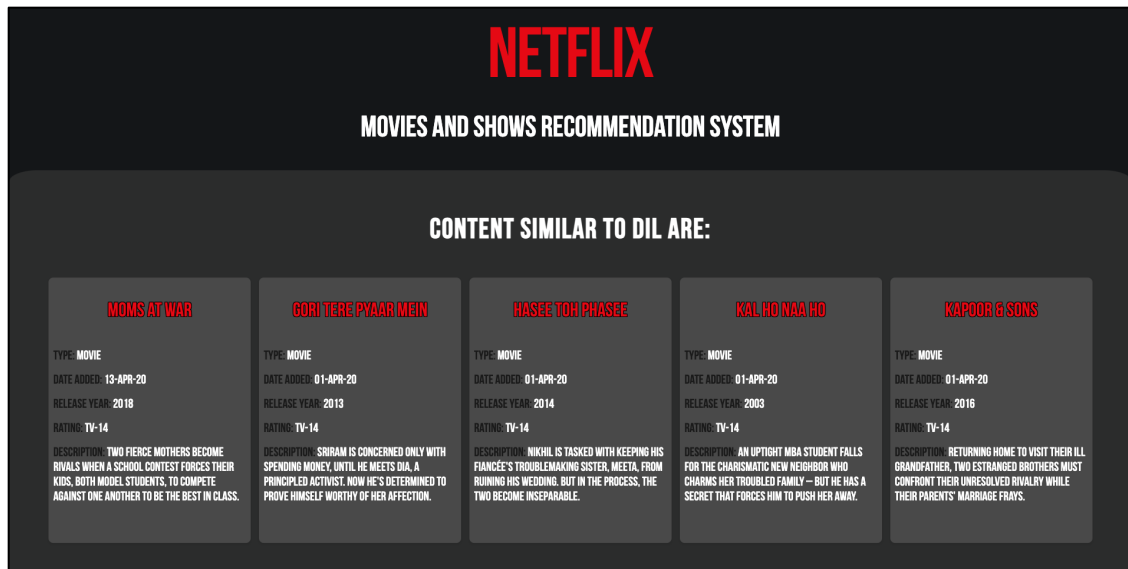 NETFLIX
MOVIES AND SHOWS RECOMMENDATION SYSTEM
CONTENT SIMILAR TO DIL ARE:
MOMS AT WAR
TYPE: MOVIE
DATE ADDED: 13-APR-20
RELEASE YEAR: 2018
RATING: TV-14
DESCRIPTION: TWO FIERCE MOTHERS BECOME
RIVALS WHEN A SCHOOL CONTEST FORCES THEIR
KIDS, BOTH MODEL STUDENTS, TO COMPETE
AGAINST ONE ANOTHER TO BE THE BEST IN CLASS.
GORI TERE PYAAR MEIN
TYPE: MOVIE
DATE ADDED: 01-APR-20
RELEASE YEAR: 2013
RATING: TV-14
DESCRIPTION: SRIRAM IS CONCERNED ONLY WITH
SPENDING MONEY, UNTIL HE MEETS DIA, A
PRINCIPLED ACTIVIST. NOW HE'S DETERMINED TO
PROVE HIMSELF WORTHY OF HER AFFECTION.
HASEE TOH PHASEE
TYPE: MOVIE
DATE ADDED: 01-APR-20
RELEASE YEAR: 2014
RATING: TV-14
DESCRIPTION: NIKHIL IS TASKED WITH KEEPING HIS
FIANCÉE'S TROUBLEMAKING SISTER, MEETA, FROM
RUINING HIS WEDDING. BUT IN THE PROCESS, THE
TWO BECOME INSEPARABLE.
KAL HO NAA HO
TYPE: MOVIE
DATE ADDED: 01-APR-20
RELEASE YEAR: 2003
RATING: TV-14
DESCRIPTION: AN UPTIGHT MBA STUDENT FALLS
FOR THE CHARISMATIC NEW NEIGHBOR WHO
CHARMS HER TROUBLED FAMILY – BUT HE HAS A
SECRET THAT FORCES HIM TO PUSH HER AWAY.
KAPOOR & SONS
TYPE: MOVIE
DATE ADDED: 01-APR-20
RELEASE YEAR: 2016
RATING: TV-14
DESCRIPTION: RETURNING HOME TO VISIT THEIR ILL
GRANDFATHER, TWO ESTRANGED BROTHERS MUST
CONFRONT THEIR UNRESOLVED RIVALRY WHILE
THEIR PARENTS' MARRIAGE FRAYS.